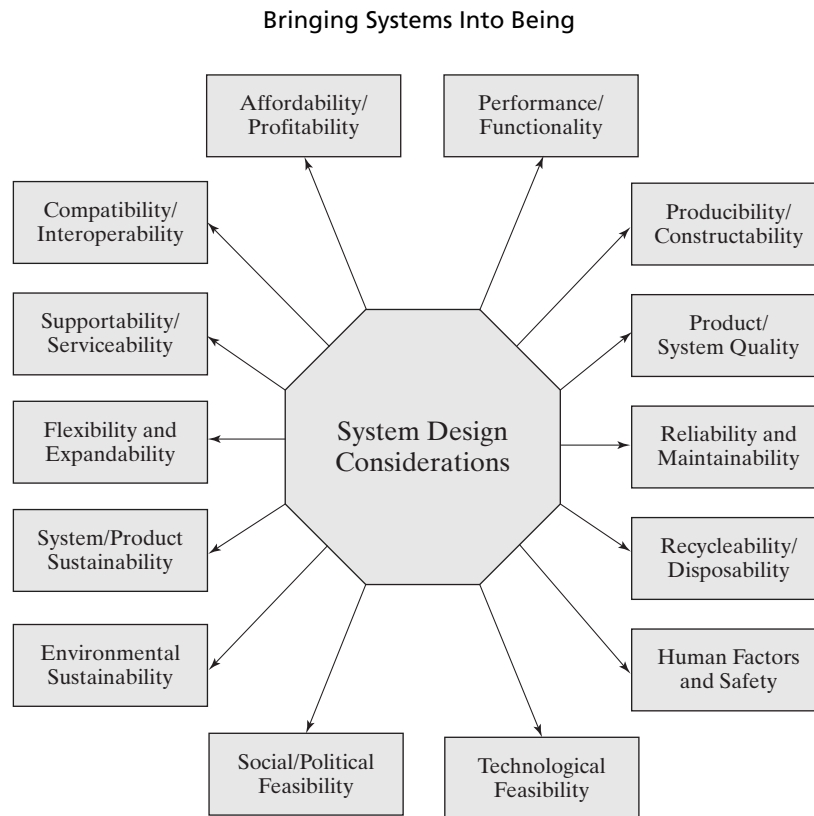 Bringing Systems Into Being
Affordability/
Profitability
Performance/
Functionality
Compatibility/
Interoperability
Producibility/
Constructability
Supportability/
Serviceability
Product/
System Quality
Flexibility and
Expandability
System Design
Considerations
Reliability and
Maintainability
System/Product
Sustainability
Recycleability/
Disposability
Environmental
Sustainability
Human Factors
and Safety
Social/Political
Feasibility
Technological
Feasibility